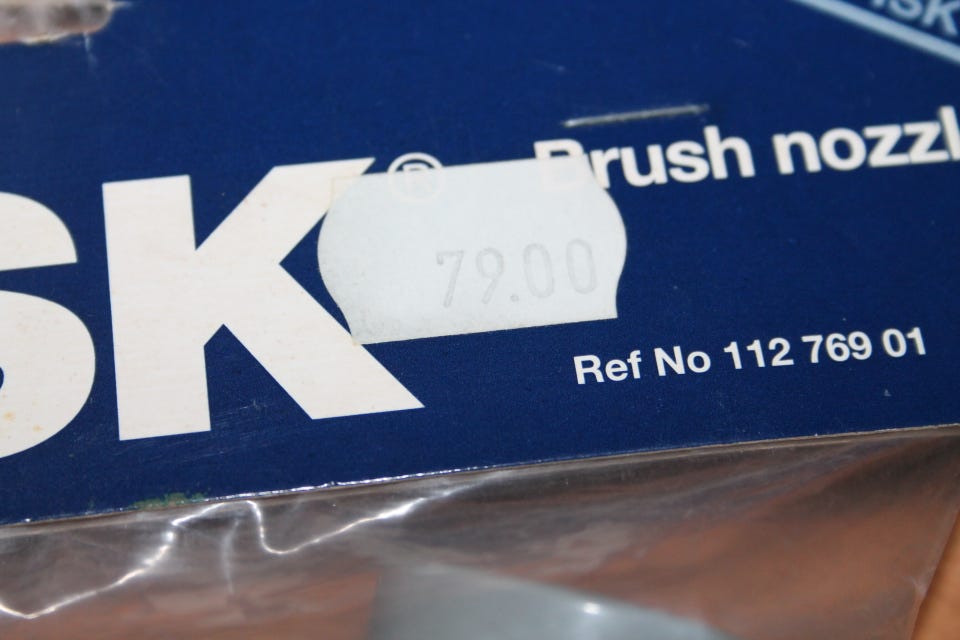 SK®
Brush nozzl
79.00
Ref No 112 769 01